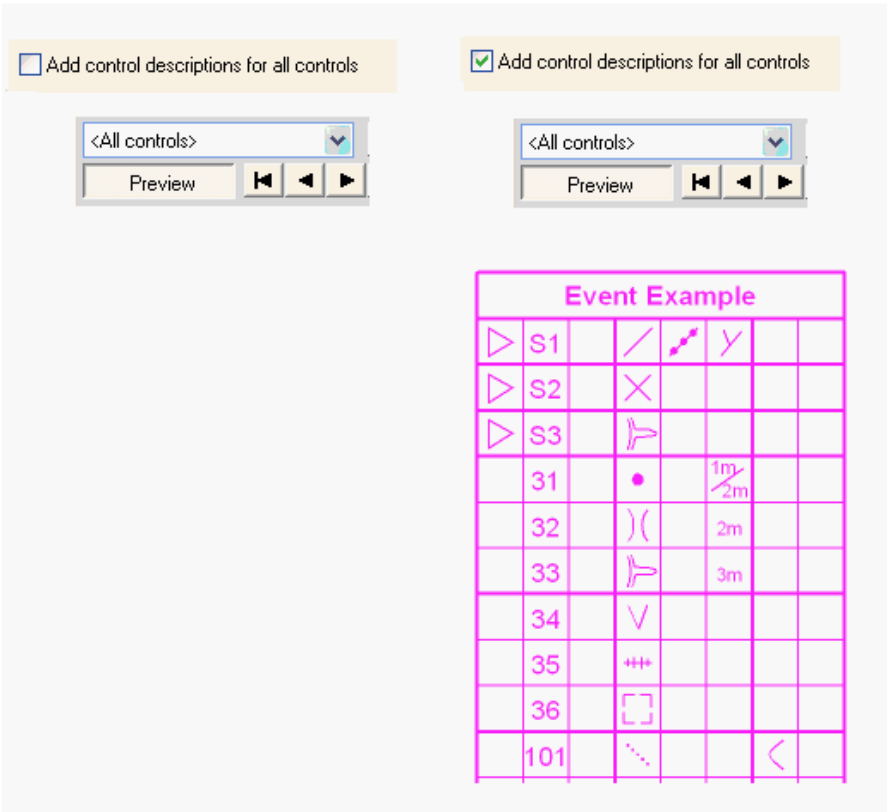 Add control descriptions for all controls
Add control descriptions for all controls
<All controls>
<All controls>
Preview
Preview
Event Example
S1
S2
S3
31 1m/2m
32 2m
33 3m
34
35
36
101